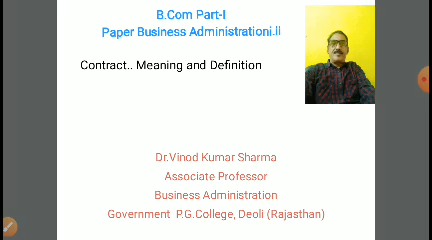 B.Com Part-I
Paper Business Administrationi.ii
Contract.. Meaning and Definition
Dr.Vinod Kumar Sharma
Associate Professor
Business Administration
Government P.G.College, Deoli (Rajasthan)